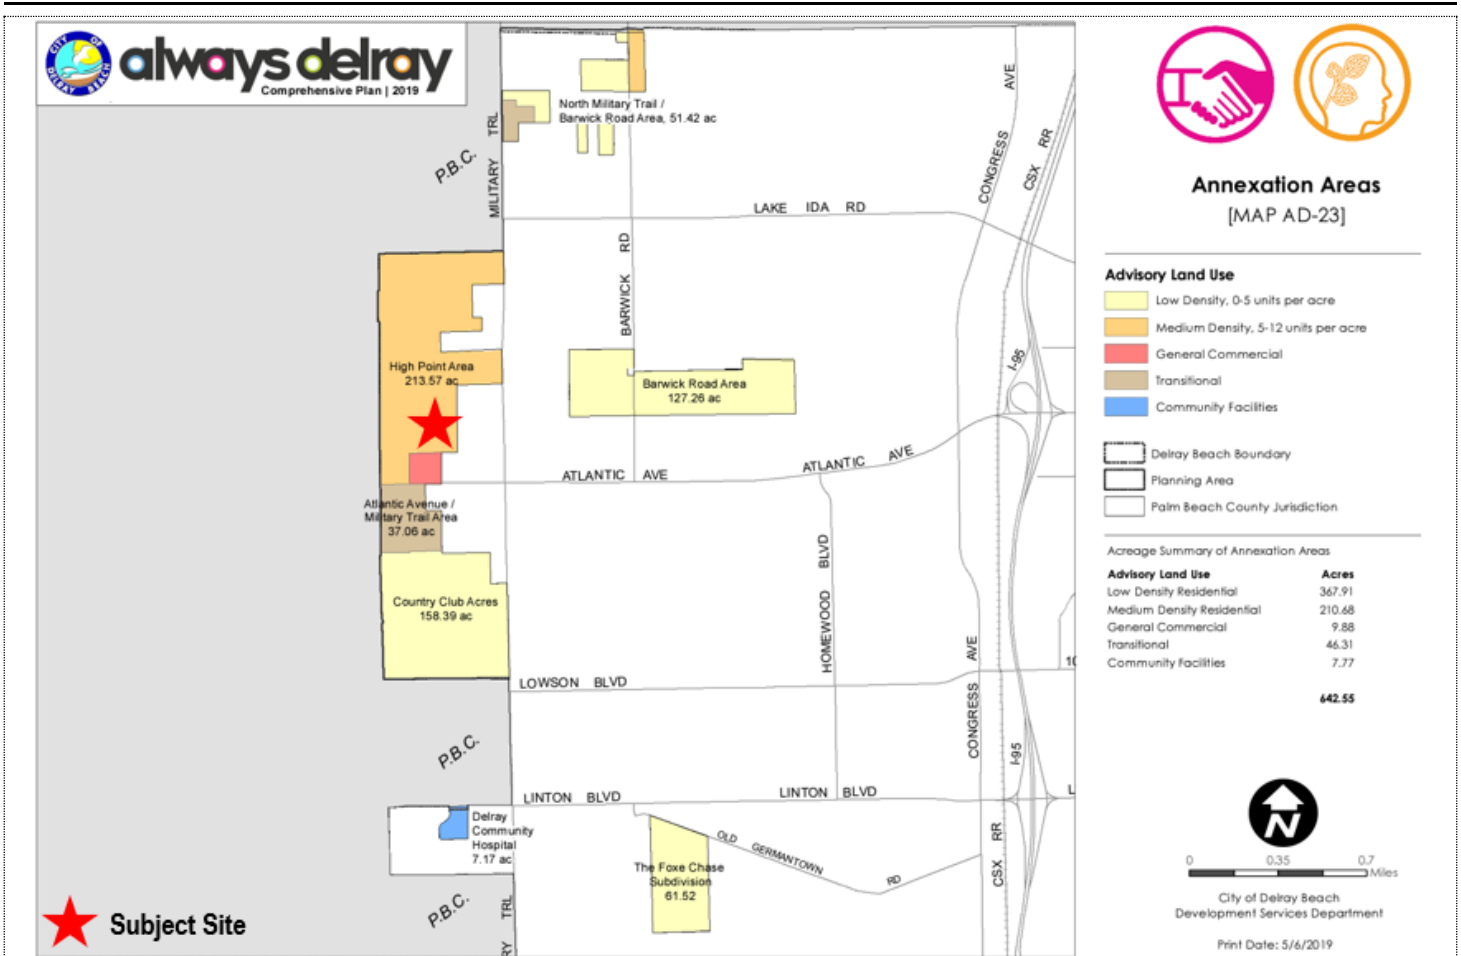 CITY OF
DELRAY BEACH
always delray
Comprehensive Plan | 2019
North Military Trail /
Barwick Road Area, 51.42 ac
P.B.C.
MILITARY TRL
CONGRESS AVE
CSX RR
LAKE IDA RD
BARWICK RD
High Point Area
213.57 ac
Barwick Road Area
127.26 ac
I-95
ATLANTIC AVE
ATLANTIC AVE
Atlantic Avenue /
Military Trail Area
37.06 ac
HOMEWOOD BLVD
Country Club Acres
158.39 ac
LOWSON BLVD
10
CONGRESS AVE
P.B.C.
I-95
LINTON BLVD
LINTON BLVD
L
Delray
Community
Hospital
7.17 ac
OLD GERMANTOWN RD
The Foxe Chase
Subdivision
61.52
CSX RR
P.B.C.
TRL
RY
Subject Site
Annexation Areas
[MAP AD-23]
Advisory Land Use
Low Density, 0-5 units per acre
Medium Density, 5-12 units per acre
General Commercial
Transitional
Community Facilities
Delray Beach Boundary
Planning Area
Palm Beach County Jurisdiction
Acreage Summary of Annexation Areas
Advisory Land Use Acres
Low Density Residential 367.91
Medium Density Residential 210.68
General Commercial 9.88
Transitional 46.31
Community Facilities 7.77
642.55
N
0 0.35 0.7
Miles
City of Delray Beach
Development Services Department
Print Date: 5/6/2019